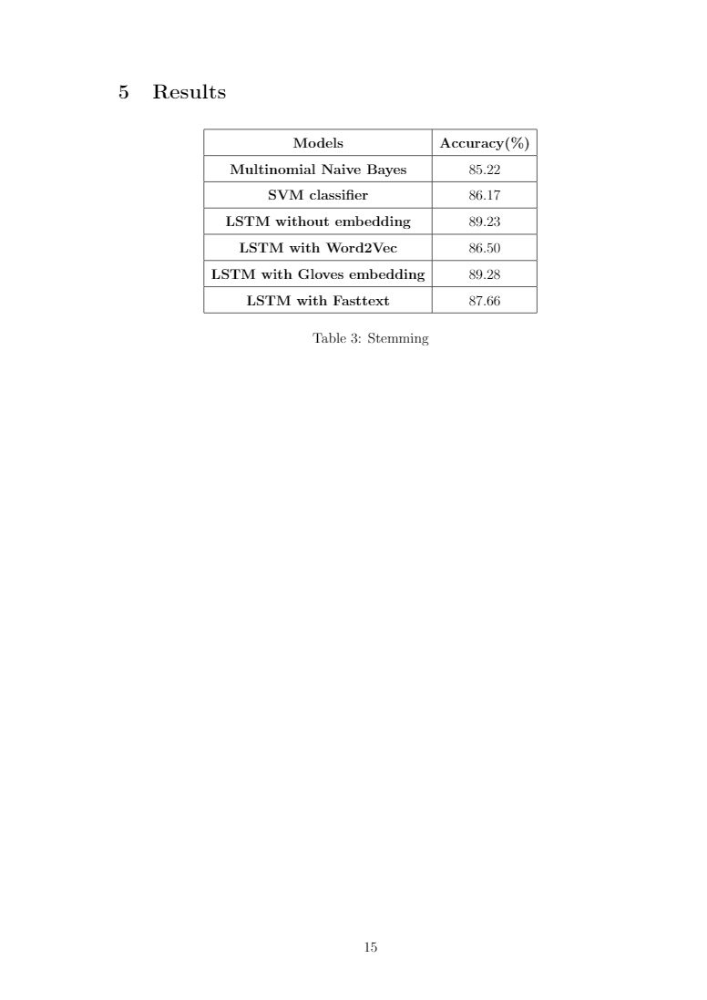 5 Results
Models Accuracy(%)
Multinomial Naive Bayes 85.22
SVM classifier 86.17
LSTM without embedding 89.23
LSTM with Word2Vec 86.50
LSTM with Gloves embedding 89.28
LSTM with Fasttext 87.66
Table 3: Stemming
15